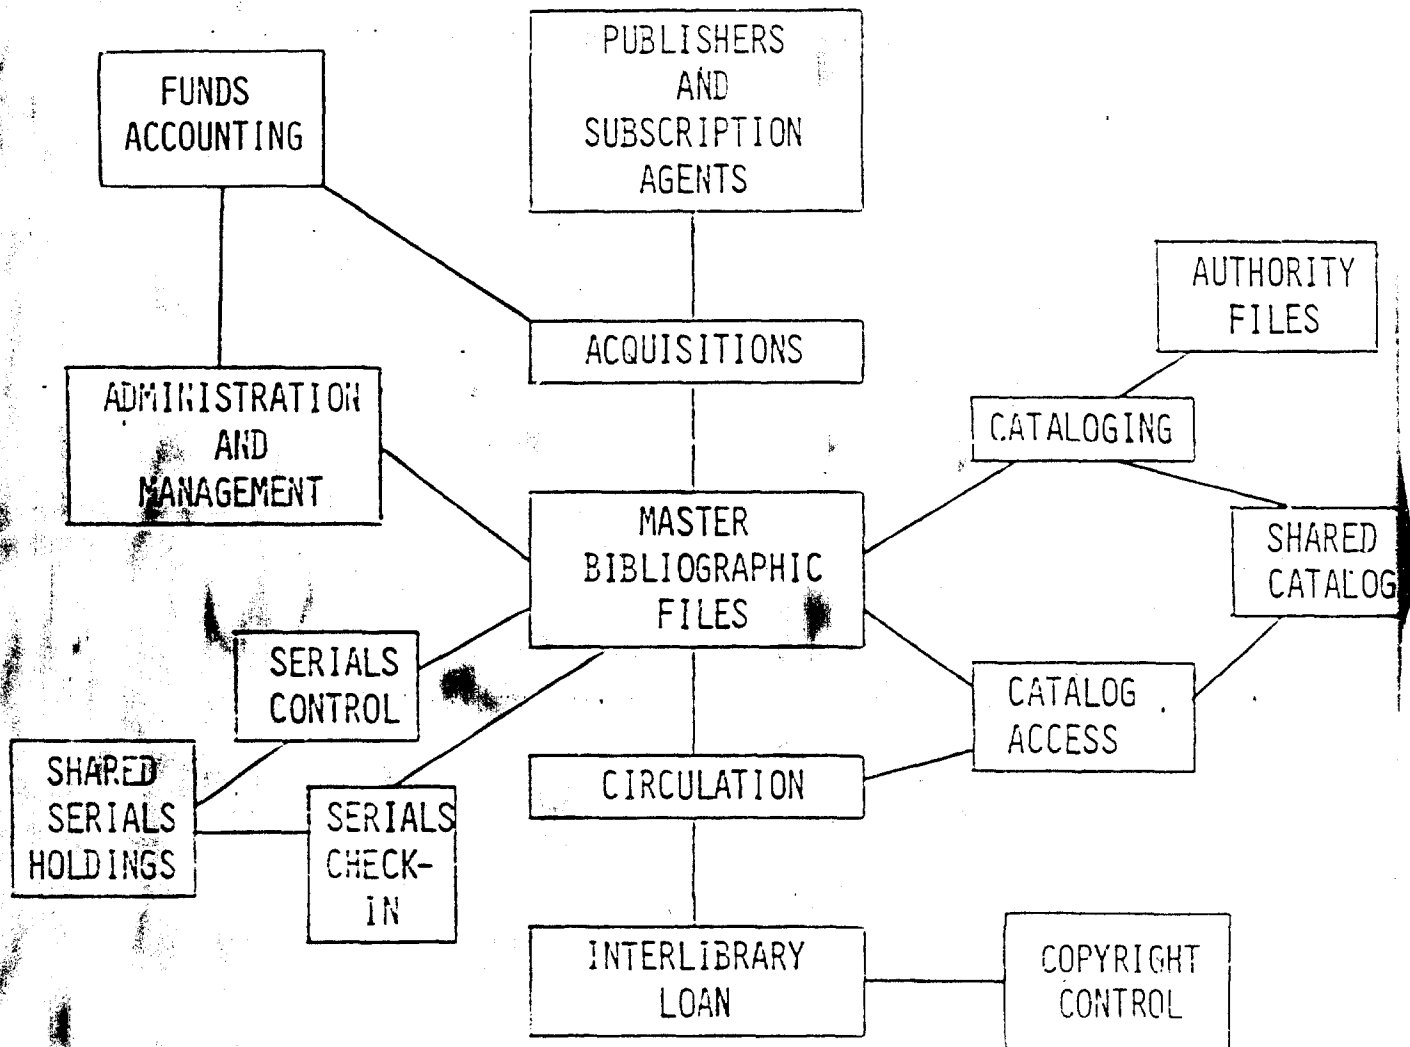 PUBLISHERS
AND
SUBSCRIPTION
AGENTS
FUNDS
ACCOUNTING
AUTHORITY
FILES
ACQUISITIONS
ADMINISTRATION
AND
MANAGEMENT
CATALOGING
MASTER
BIBLIOGRAPHIC
FILES
SHARED
CATALOG
SERIALS
CONTROL
CATALOG
ACCESS
SHARED
SERIALS
HOLDINGS
CIRCULATION
SERIALS
CHECK-
IN
INTERLIBRARY
LOAN
COPYRIGHT
CONTROL